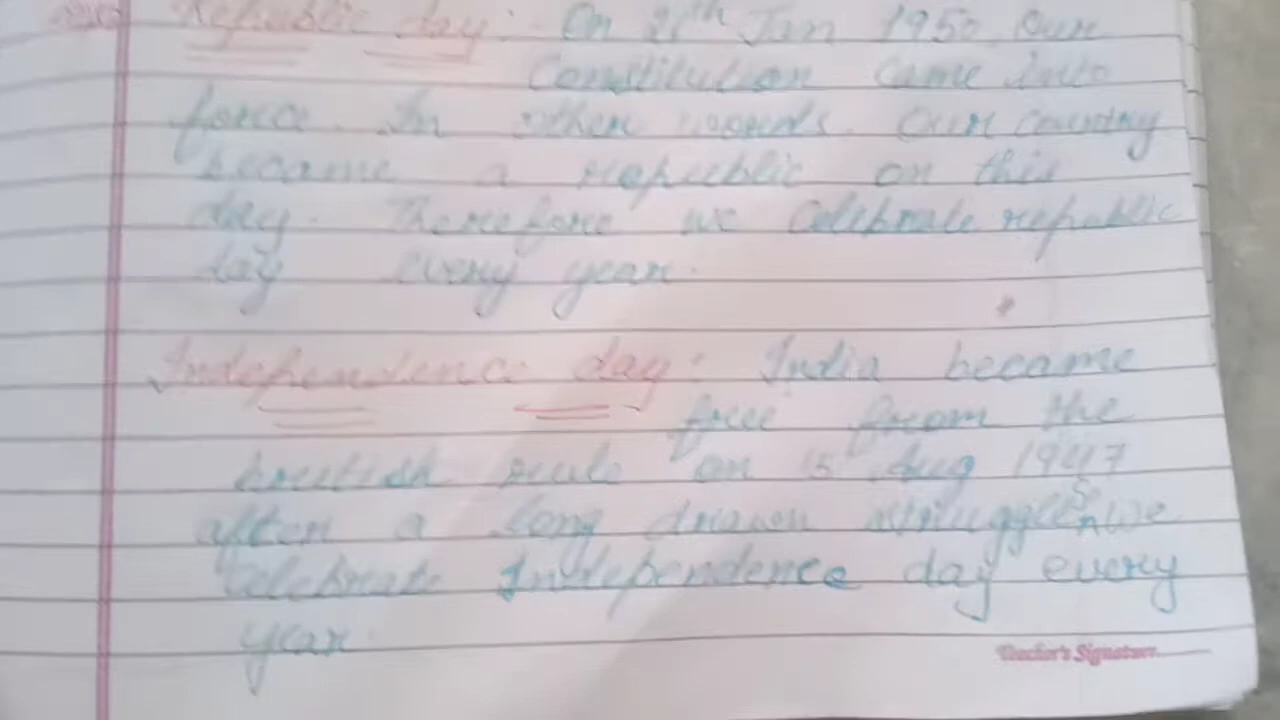 Republic day:- On 26th Jan 1950 our
Constitution came into
force. In other words. Our country
became a republic on this
day. Therefore we celebrate republic
day every year.
Independence day: India became
free from the
british rule on 15 Aug 1947
after a long drawn struggle So we
Celebrate Independence day every
year.
Teacher's Signature